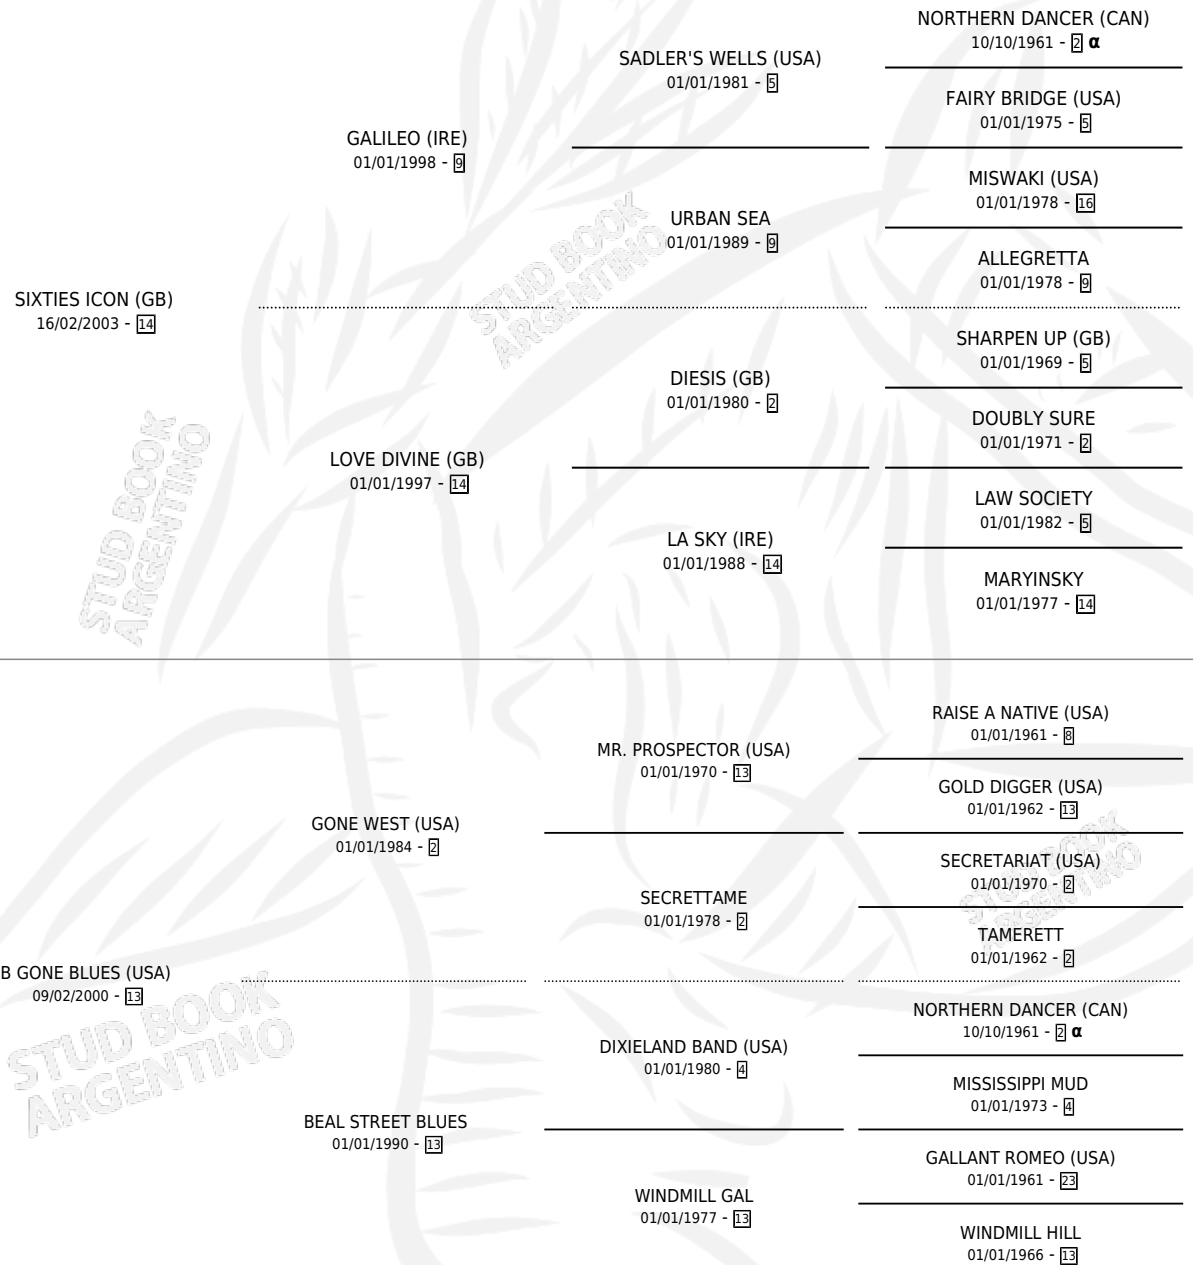 NORTHERN DANCER (CAN)
10/10/1961 - 2 α
SADLER'S WELLS (USA)
01/01/1981 - 5
FAIRY BRIDGE (USA)
01/01/1975 - 5
GALILEO (IRE)
01/01/1998 - 9
MISWAKI (USA)
01/01/1978 - 16
URBAN SEA
01/01/1989 - 9
ALLEGRETTA
01/01/1978 - 9
SIXTIES ICON (GB)
16/02/2003 - 14
SHARPEN UP (GB)
01/01/1969 - 5
DIESIS (GB)
01/01/1980 - 2
DOUBLY SURE
01/01/1971 - 2
LOVE DIVINE (GB)
01/01/1997 - 14
LAW SOCIETY
01/01/1982 - 5
LA SKY (IRE)
01/01/1988 - 14
MARYINSKY
01/01/1977 - 14
RAISE A NATIVE (USA)
01/01/1961 - 8
MR. PROSPECTOR (USA)
01/01/1970 - 13
GOLD DIGGER (USA)
01/01/1962 - 13
GONE WEST (USA)
01/01/1984 - 2
SECRETARIAT (USA)
01/01/1970 - 2
SECRETTAME
01/01/1978 - 2
TAMERETT
01/01/1962 - 2
B GONE BLUES (USA)
09/02/2000 - 13
NORTHERN DANCER (CAN)
10/10/1961 - 2 α
DIXIELAND BAND (USA)
01/01/1980 - 4
MISSISSIPPI MUD
01/01/1973 - 4
BEAL STREET BLUES
01/01/1990 - 13
GALLANT ROMEO (USA)
01/01/1961 - 23
WINDMILL GAL
01/01/1977 - 13
WINDMILL HILL
01/01/1966 - 13
STUD BOOK
ARGENTINO
STUD BOOK
ARGENTINO
STUD BOOK
ARGENTINO
STUD BOOK
ARGENTINO